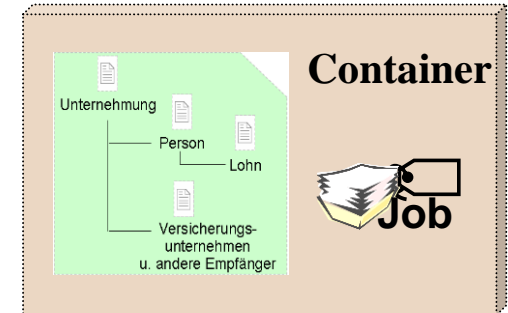 Container
Unternehmung
Person
Lohn
Versicherungs-
unternehmen
u. andere Empfänger
Job